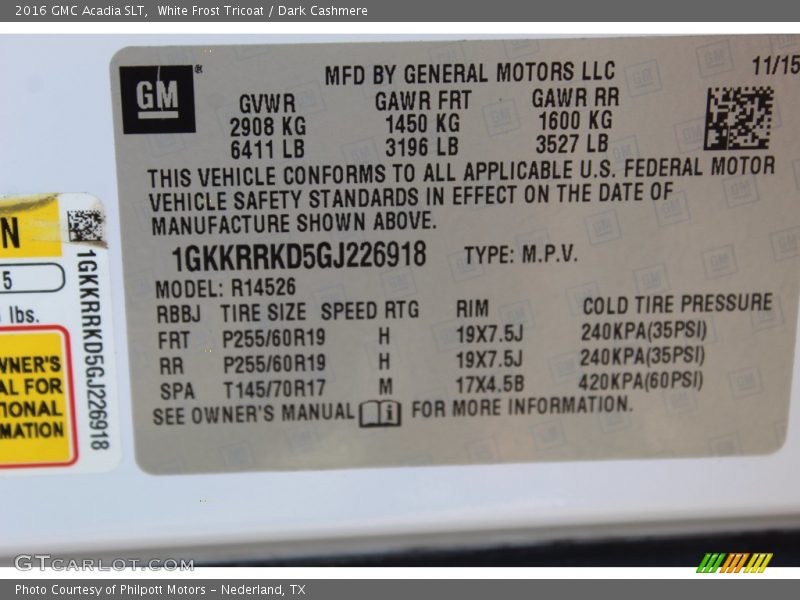 2016 GMC Acadia SLT, White Frost Tricoat / Dark Cashmere
GM®
MFD BY GENERAL MOTORS LLC
11/15
GVWR GAWR FRT GAWR RR
2908 KG 1450 KG 1600 KG
6411 LB 3196 LB 3527 LB
THIS VEHICLE CONFORMS TO ALL APPLICABLE U.S. FEDERAL MOTOR
VEHICLE SAFETY STANDARDS IN EFFECT ON THE DATE OF
MANUFACTURE SHOWN ABOVE.
1GKKRRKD5GJ226918 TYPE: M.P.V.
MODEL: R14526
RBBJ TIRE SIZE SPEED RTG RIM COLD TIRE PRESSURE
FRT P255/60R19 H 19X7.5J 240KPA(35PSI)
RR P255/60R19 H 19X7.5J 240KPA(35PSI)
SPA T145/70R17 M 17X4.5B 420KPA(60PSI)
SEE OWNER'S MANUAL i FOR MORE INFORMATION.
N
5
lbs.
WNER'S
AL FOR
TIONAL
MATION
1GKKRRKD5GJ226918
GTCARLOT.COM
Photo Courtesy of Philpott Motors - Nederland, TX